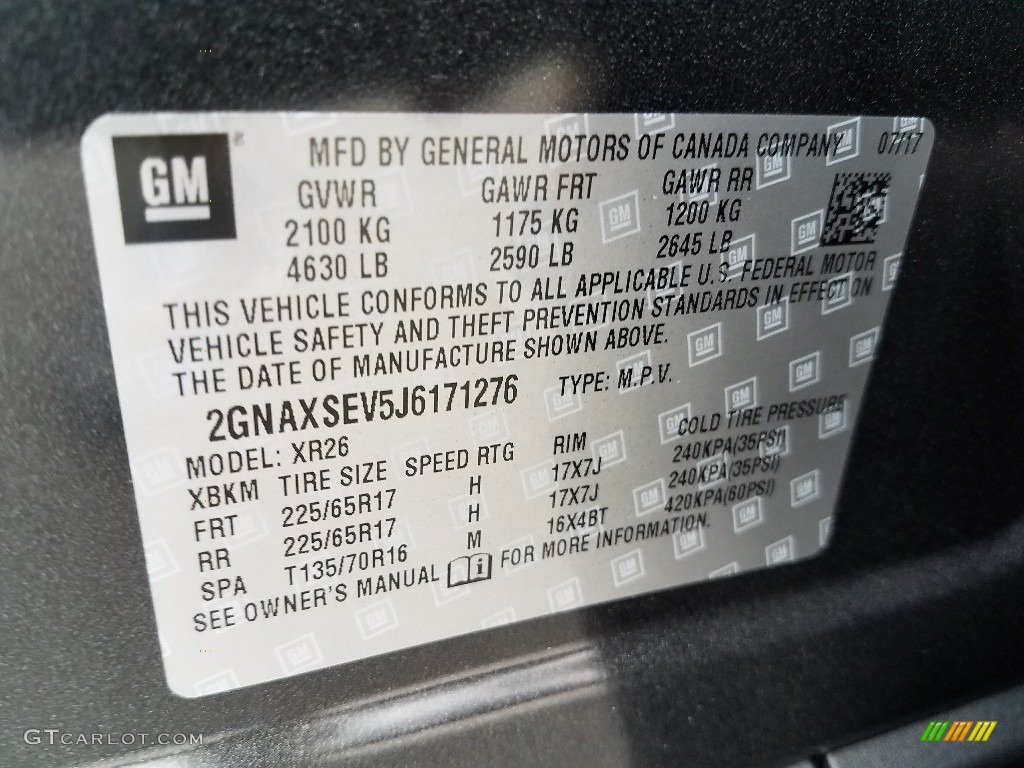 GM
MFD BY GENERAL MOTORS OF CANADA COMPANY 07/17
GVWR GAWR FRT GAWR RR
2100 KG 1175 KG 1200 KG
4630 LB 2590 LB 2645 LB
THIS VEHICLE CONFORMS TO ALL APPLICABLE U.S. FEDERAL MOTOR
VEHICLE SAFETY AND THEFT PREVENTION STANDARDS IN EFFECT ON
THE DATE OF MANUFACTURE SHOWN ABOVE.
2GNAXSEV5J6171276 TYPE: M.P.V.
MODEL: XR26
XBKM TIRE SIZE SPEED RTG RIM COLD TIRE PRESSURE
FRT 225/65R17 H 17X7J 240KPA(35PSI)
RR 225/65R17 H 17X7J 240KPA(35PSI)
SPA T135/70R16 M 16X4BT 420KPA(60PSI)
SEE OWNER'S MANUAL FOR MORE INFORMATION.
GTCARLOT.COM